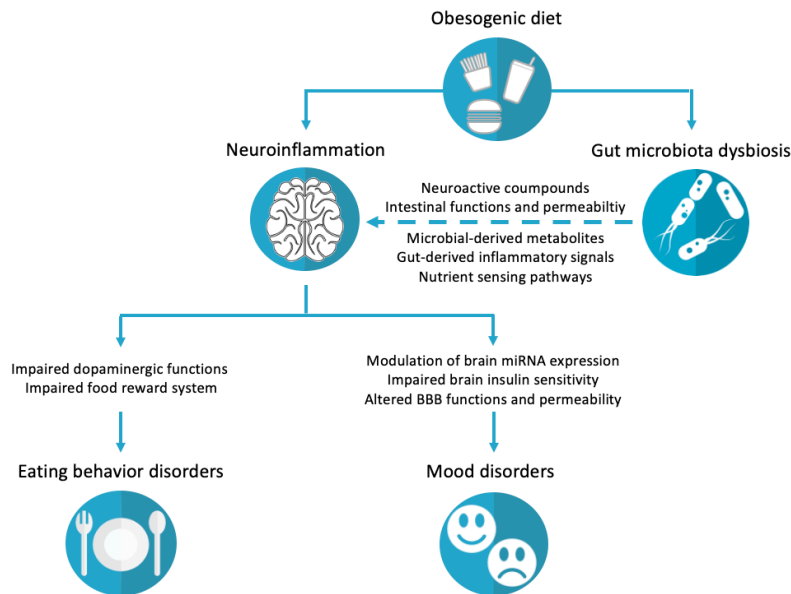 Obesogenic diet
Neuroinflammation
Gut microbiota dysbiosis
Neuroactive coumpounds
Intestinal functions and permeabiltiy
Microbial-derived metabolites
Gut-derived inflammatory signals
Nutrient sensing pathways
Impaired dopaminergic functions
Impaired food reward system
Modulation of brain miRNA expression
Impaired brain insulin sensitivity
Altered BBB functions and permeability
Eating behavior disorders
Mood disorders